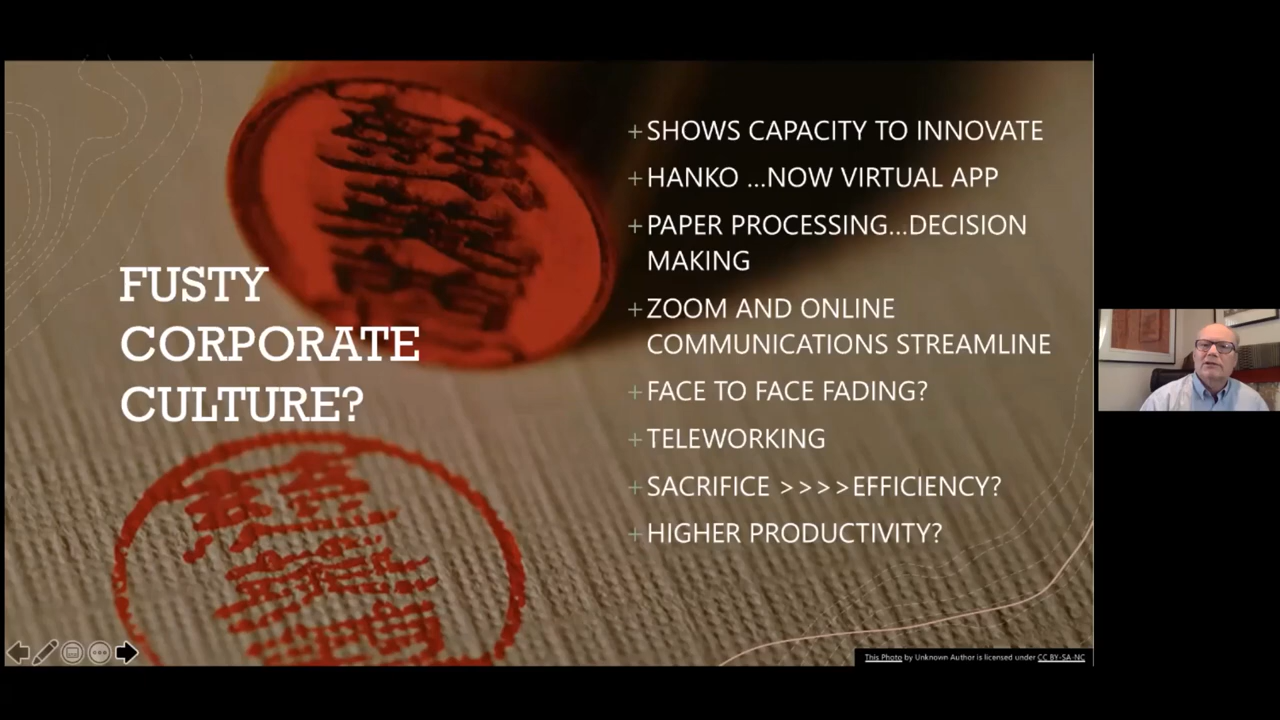 FUSTY
CORPORATE
CULTURE?
+SHOWS CAPACITY TO INNOVATE
+HANKO ...NOW VIRTUAL APP
+PAPER PROCESSING...DECISION
MAKING
+ZOOM AND ONLINE
COMMUNICATIONS STREAMLINE
+FACE TO FACE FADING?
+TELEWORKING
+SACRIFICE >>>>EFFICIENCY?
+HIGHER PRODUCTIVITY?
This Photo by Unknown Author is licensed under CC BY-SA-NC